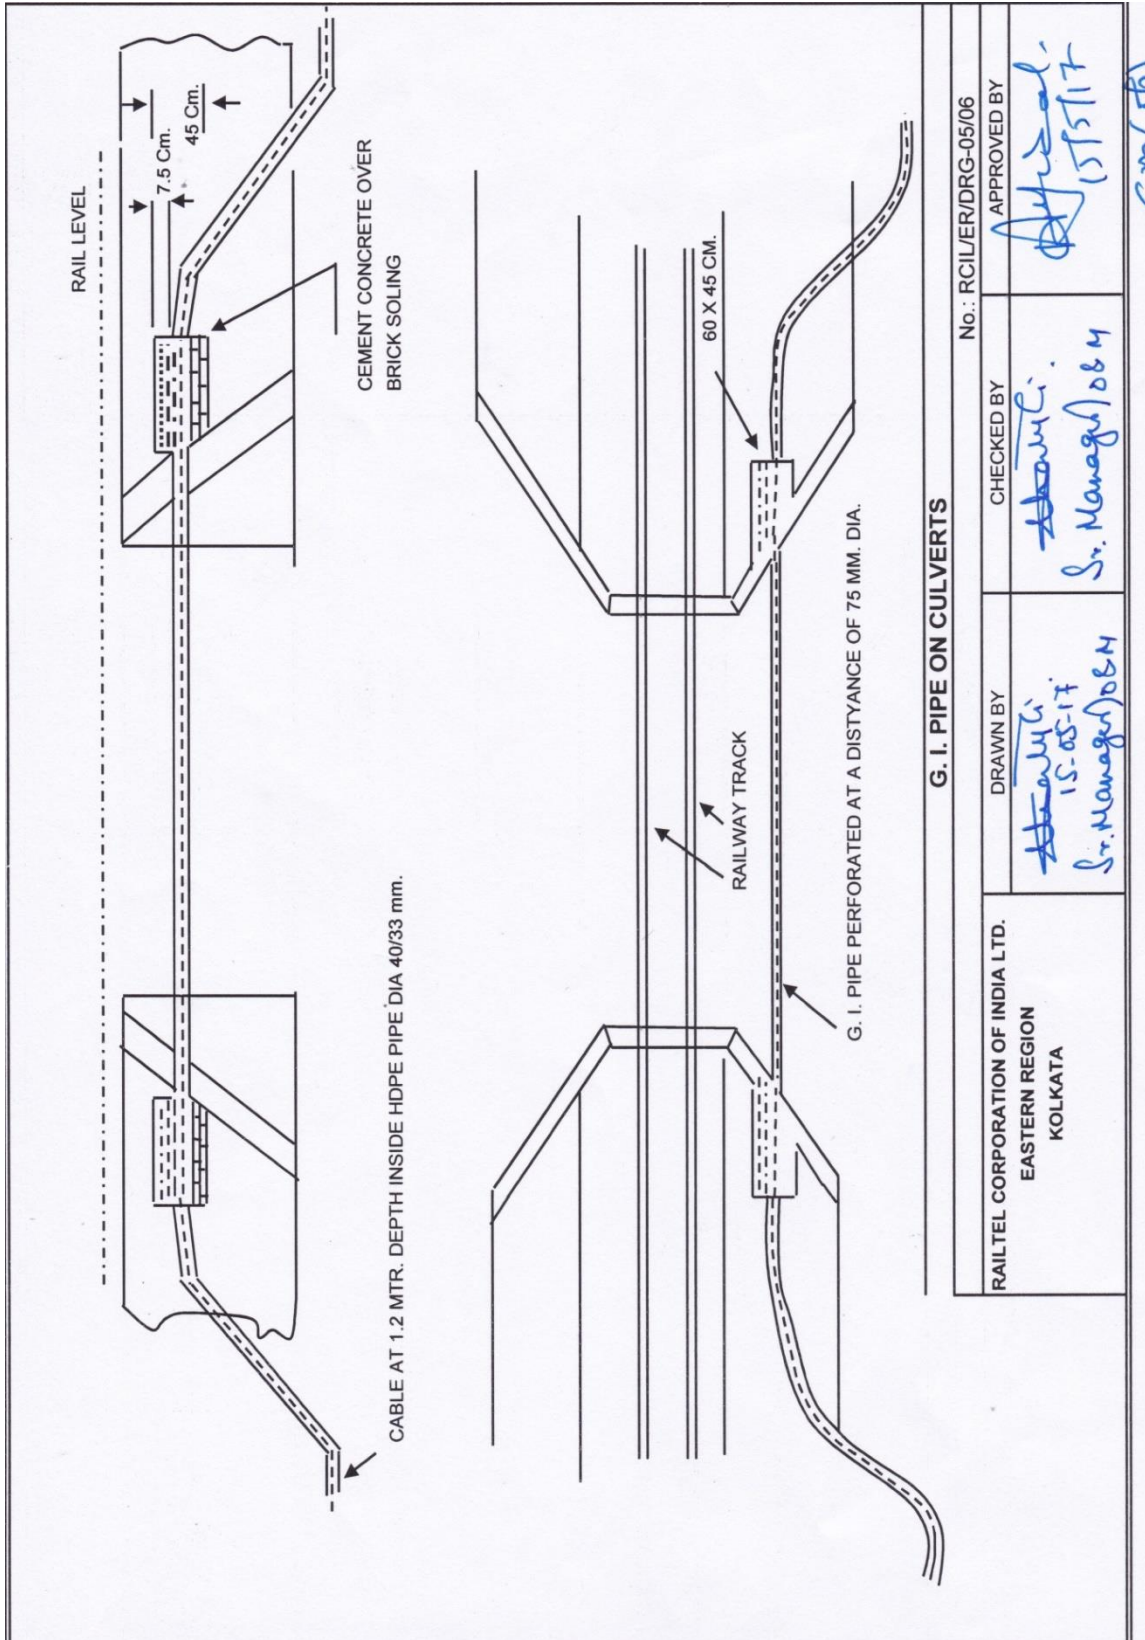 RAIL LEVEL
7.5 Cm.
45 Cm.
CEMENT CONCRETE OVER
BRICK SOLING
CABLE AT 1.2 MTR. DEPTH INSIDE HDPE PIPE DIA 40/33 mm.
60 X 45 CM.
RAILWAY TRACK
G. I. PIPE PERFORATED AT A DISTYANCE OF 75 MM. DIA.
G. I. PIPE ON CULVERTS
No.: RCIL/ER/DRG-05/06
RAILTEL CORPORATION OF INDIA LTD.
EASTERN REGION
KOLKATA
DRAWN BY
15-05-17
Sr. Manager/O&M
CHECKED BY
Sr. Manager/O&M
APPROVED BY
15/5/17